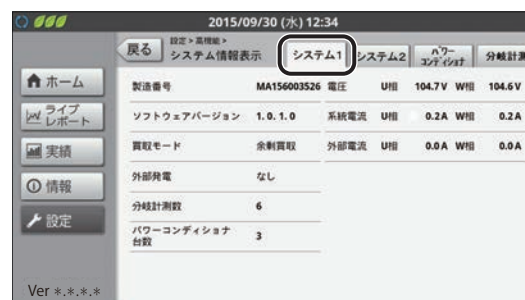 2015/09/30 (水) 12:34
戻る
設定 > 高機能 >
システム情報表示
システム1
システム2
パワーコンディショナ
分岐計測
ホーム
ライブレポート
実績
情報
設定
Ver *.*.*.*
製造番号 MA156003526
ソフトウェアバージョン 1.0.1.0
買取モード 余剰買取
外部発電 なし
分岐計測数 6
パワーコンディショナ
台数 3
電圧 U相 104.7 V W相 104.6 V
系統電流 U相 0.2 A W相 0.2 A
外部電流 U相 0.0 A W相 0.0 A